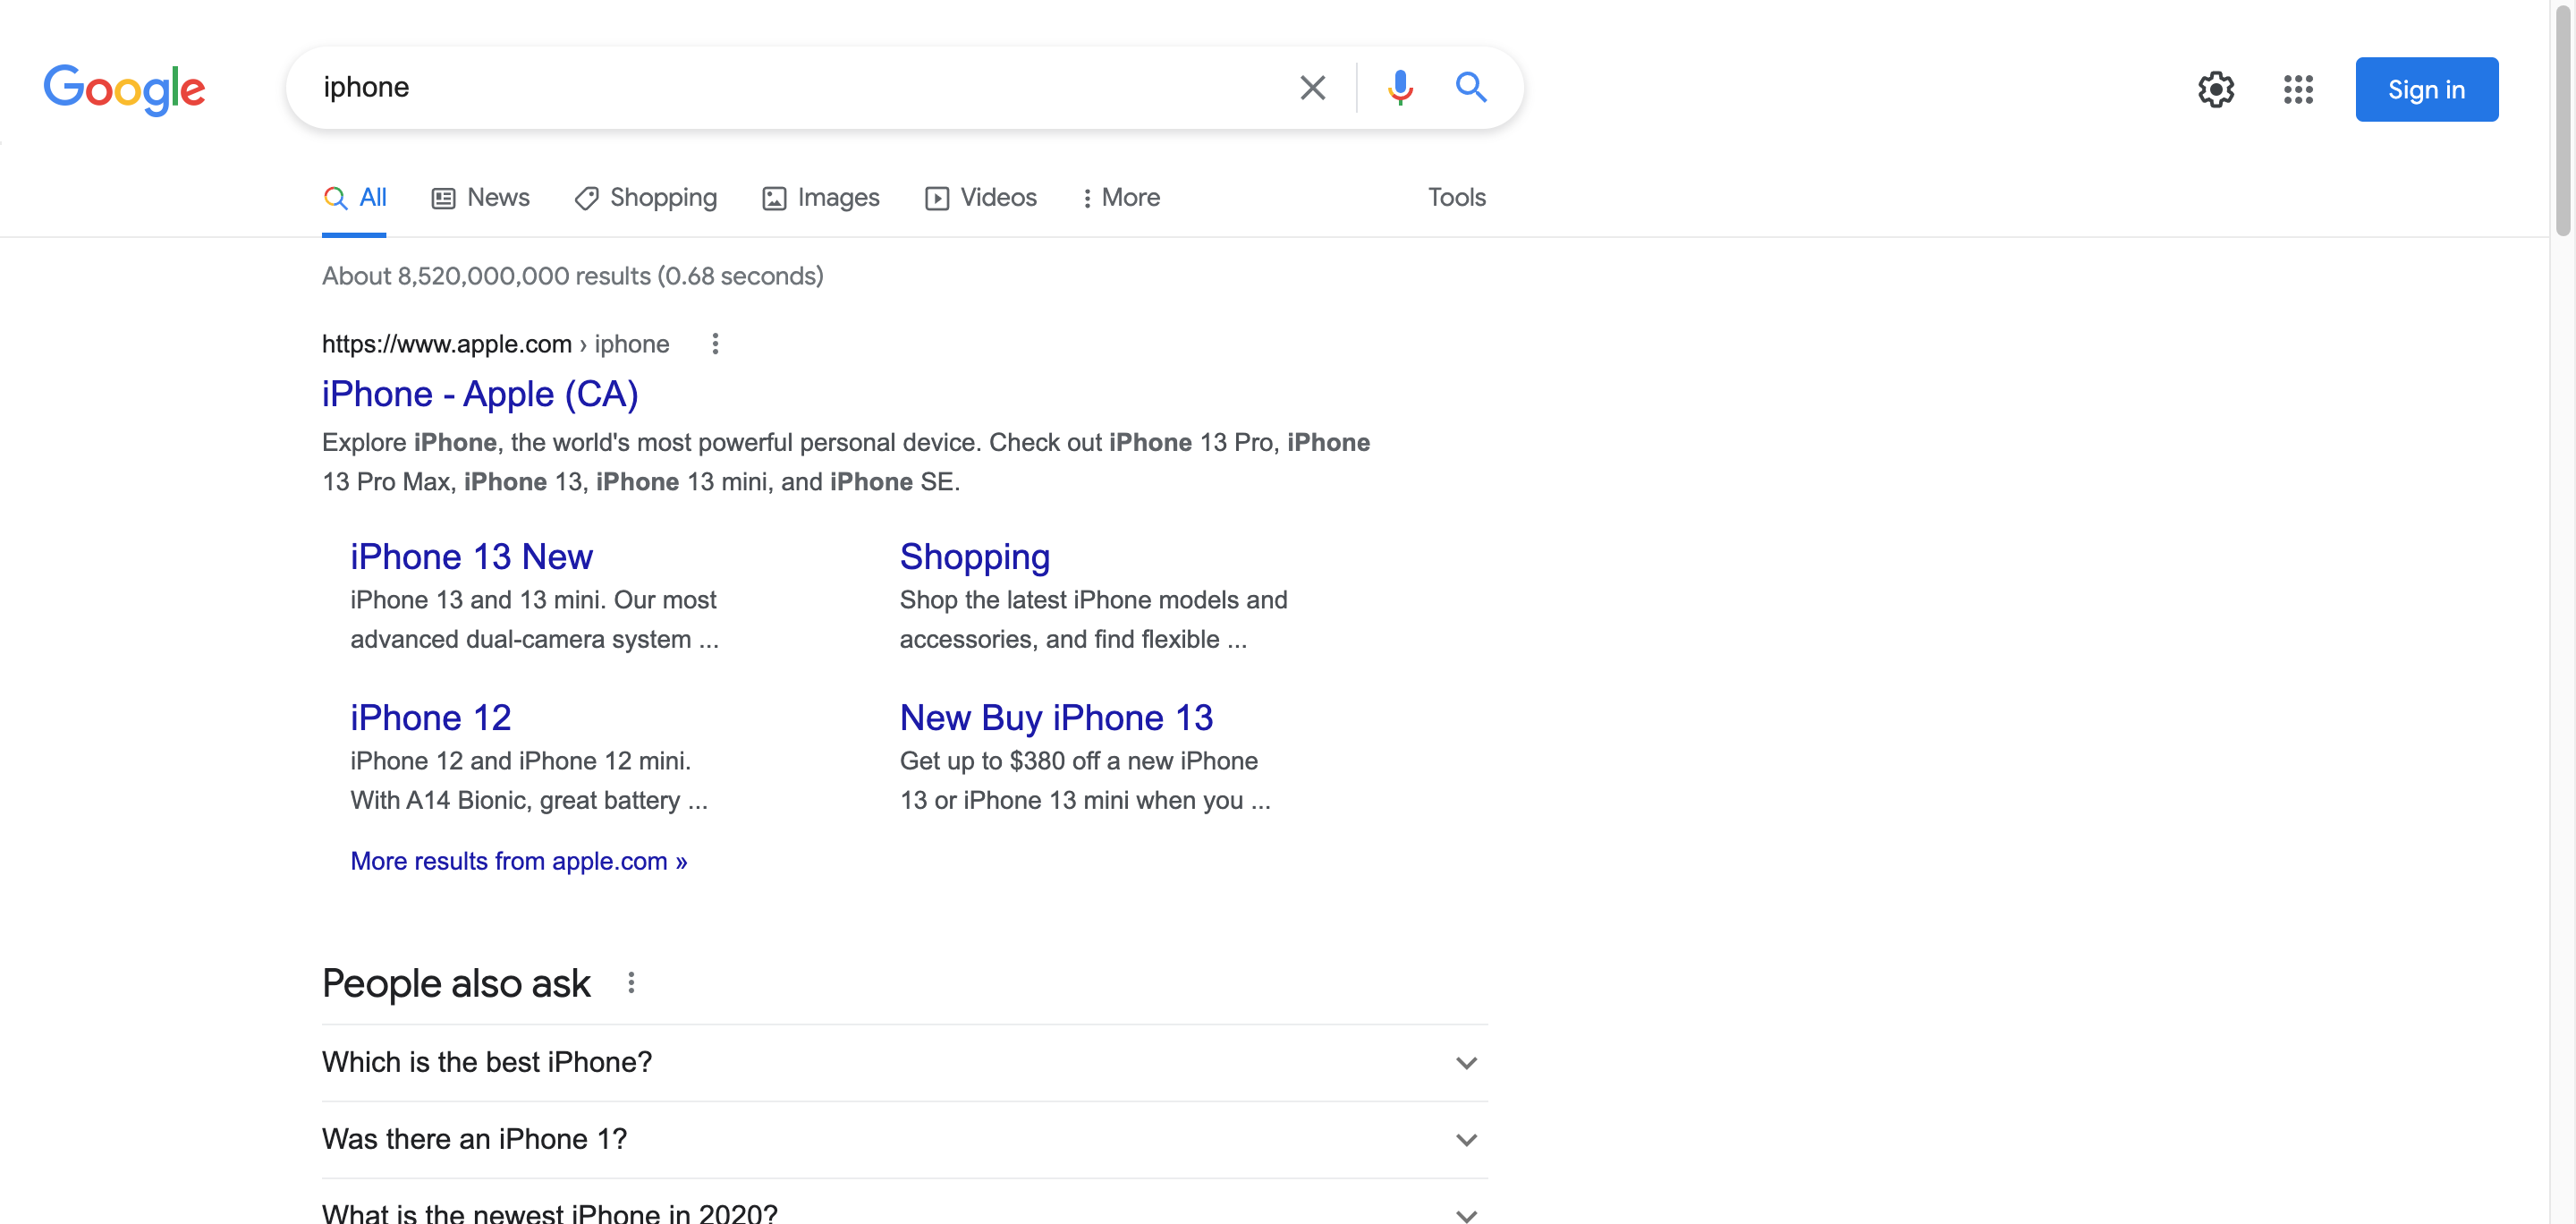 Google
iphone
Sign in
All
News
Shopping
Images
Videos
More
Tools
About 8,520,000,000 results (0.68 seconds)
https://www.apple.com › iphone
iPhone - Apple (CA)
Explore iPhone, the world's most powerful personal device. Check out iPhone 13 Pro, iPhone
13 Pro Max, iPhone 13, iPhone 13 mini, and iPhone SE.
iPhone 13 New
iPhone 13 and 13 mini. Our most
advanced dual-camera system ...
Shopping
Shop the latest iPhone models and
accessories, and find flexible ...
iPhone 12
iPhone 12 and iPhone 12 mini.
With A14 Bionic, great battery ...
New Buy iPhone 13
Get up to $380 off a new iPhone
13 or iPhone 13 mini when you ...
More results from apple.com »
People also ask
Which is the best iPhone?
Was there an iPhone 1?
What is the newest iPhone in 2020?